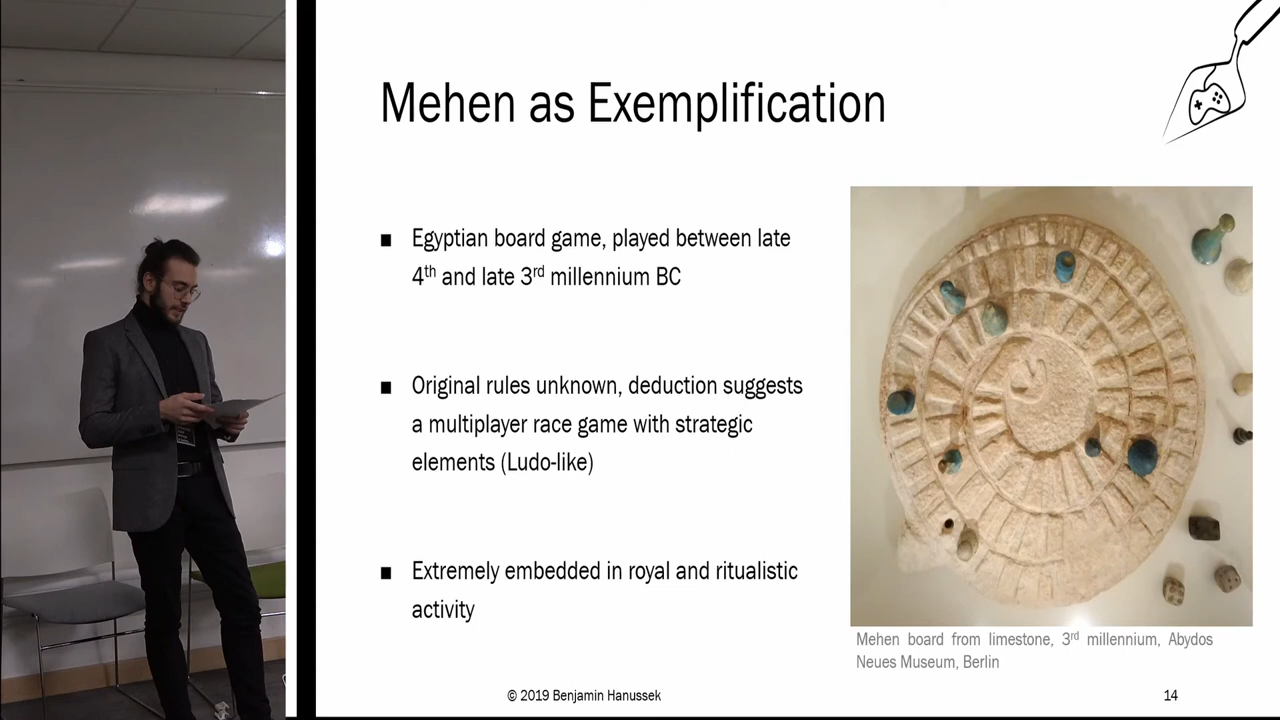 Mehen as Exemplification
■ Egyptian board game, played between late
4th and late 3rd millennium BC
■ Original rules unknown, deduction suggests
a multiplayer race game with strategic
elements (Ludo-like)
■ Extremely embedded in royal and ritualistic
activity
Mehen board from limestone, 3rd millennium, Abydos
Neues Museum, Berlin
© 2019 Benjamin Hanussek
14